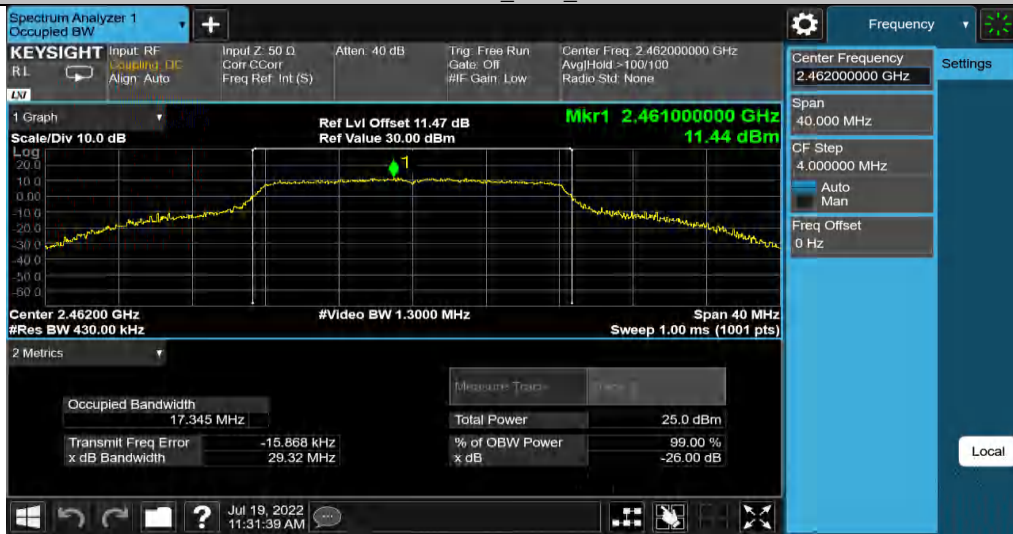 Spectrum Analyzer 1
Occupied BW
+
Frequency
KEYSIGHT
Input: RF
Coupling: DC
Align: Auto
Input Z: 50 Ω
Corr CCorr
Freq Ref: Int (S)
Atten: 40 dB
Trig: Free Run
Gate: Off
#IF Gain: Low
Center Freq: 2.462000000 GHz
Avg|Hold >100/100
Radio Std: None
RL
LXI
Center Frequency
2.462000000 GHz
Settings
Span
40.000 MHz
CF Step
4.000000 MHz
Auto
Man
Freq Offset
0 Hz
Local
1 Graph
Scale/Div 10.0 dB
Ref Lvl Offset 11.47 dB
Ref Value 30.00 dBm
Mkr1 2.461000000 GHz
11.44 dBm
Log
20.0
10.0
0.00
-10.0
-20.0
-30.0
-40.0
-50.0
-60.0
1
Center 2.46200 GHz
#Res BW 430.00 kHz
#Video BW 1.3000 MHz
Span 40 MHz
Sweep 1.00 ms (1001 pts)
2 Metrics
Measure Trace
Occupied Bandwidth
17.345 MHz
Total Power 25.0 dBm
Transmit Freq Error -15.868 kHz
% of OBW Power 99.00 %
x dB Bandwidth 29.32 MHz
x dB -26.00 dB
?
Jul 19, 2022
11:31:39 AM